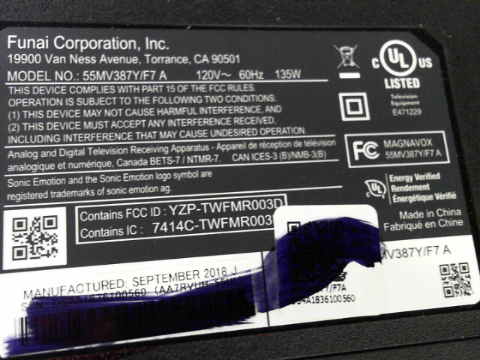 Funai Corporation, Inc.
19900 Van Ness Avenue, Torrance, CA 90501
MODEL NO.: 55MV387Y/F7 A 120V~ 60Hz 135W
THIS DEVICE COMPLIES WITH PART 15 OF THE FCC RULES.
OPERATION IS SUBJECT TO THE FOLLOWING TWO CONDITIONS:
(1) THIS DEVICE MAY NOT CAUSE HARMFUL INTERFERENCE, AND
(2) THIS DEVICE MUST ACCEPT ANY INTERFERENCE RECEIVED,
INCLUDING INTERFERENCE THAT MAY CAUSE UNDESIRED OPERATION.
Analog and Digital Television Receiving Apparatus - Appareil de réception de télévision
analogique et numérique, Canada BETS-7 / NTMR-7. CAN ICES-3 (B)/NMB-3(B)
Sonic Emotion and the Sonic Emotion logo symbol are
registered trademarks of sonic emotion ag.
Contains FCC ID : YZP-TWFMR003D
Contains IC : 7414C-TWFMR003
MANUFACTURED: SEPTEMBER 2018 J
C UL US
LISTED
Television
Equipment
E471229
FC MAGNAVOX
55MV387Y/F7 A
UL Energy Verified
Rendement
Énergétique Vérifié
Made in China
Fabriqué en Chine
MV387Y/F7 A
Y/F7A
1B36100560